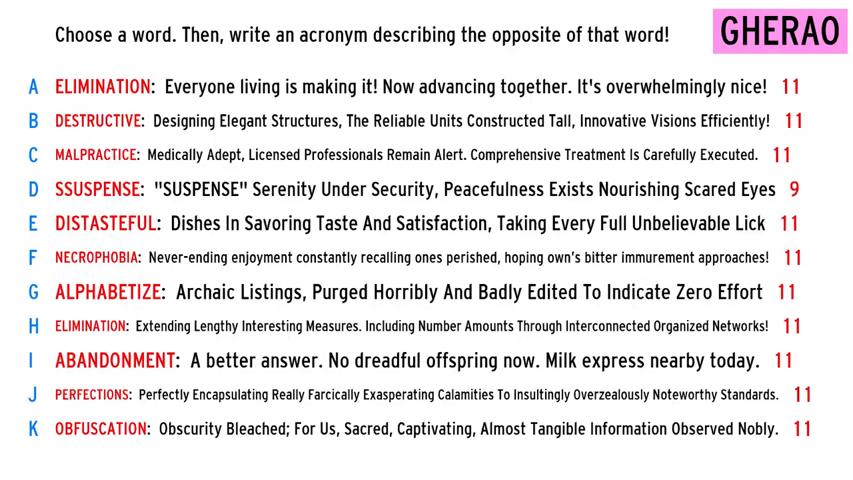 Choose a word. Then, write an acronym describing the opposite of that word!
GHERAO
A ELIMINATION: Everyone living is making it! Now advancing together. It's overwhelmingly nice! 11
B DESTRUCTIVE: Designing Elegant Structures, The Reliable Units Constructed Tall, Innovative Visions Efficiently! 11
C MALPRACTICE: Medically Adept, Licensed Professionals Remain Alert. Comprehensive Treatment Is Carefully Executed. 11
D SSUSPENSE: "SUSPENSE" Serenity Under Security, Peacefulness Exists Nourishing Scared Eyes 9
E DISTASTEFUL: Dishes In Savoring Taste And Satisfaction, Taking Every Full Unbelievable Lick 11
F NECROPHOBIA: Never-ending enjoyment constantly recalling ones perished, hoping own's bitter immurement approaches! 11
G ALPHABETIZE: Archaic Listings, Purged Horribly And Badly Edited To Indicate Zero Effort 11
H ELIMINATION: Extending Lengthy Interesting Measures. Including Number Amounts Through Interconnected Organized Networks! 11
I ABANDONMENT: A better answer. No dreadful offspring now. Milk express nearby today. 11
J PERFECTIONS: Perfectly Encapsulating Really Farcically Exasperating Calamities To Insultingly Overzealously Noteworthy Standards. 11
K OBFUSCATION: Obscurity Bleached; For Us, Sacred, Captivating, Almost Tangible Information Observed Nobly. 11